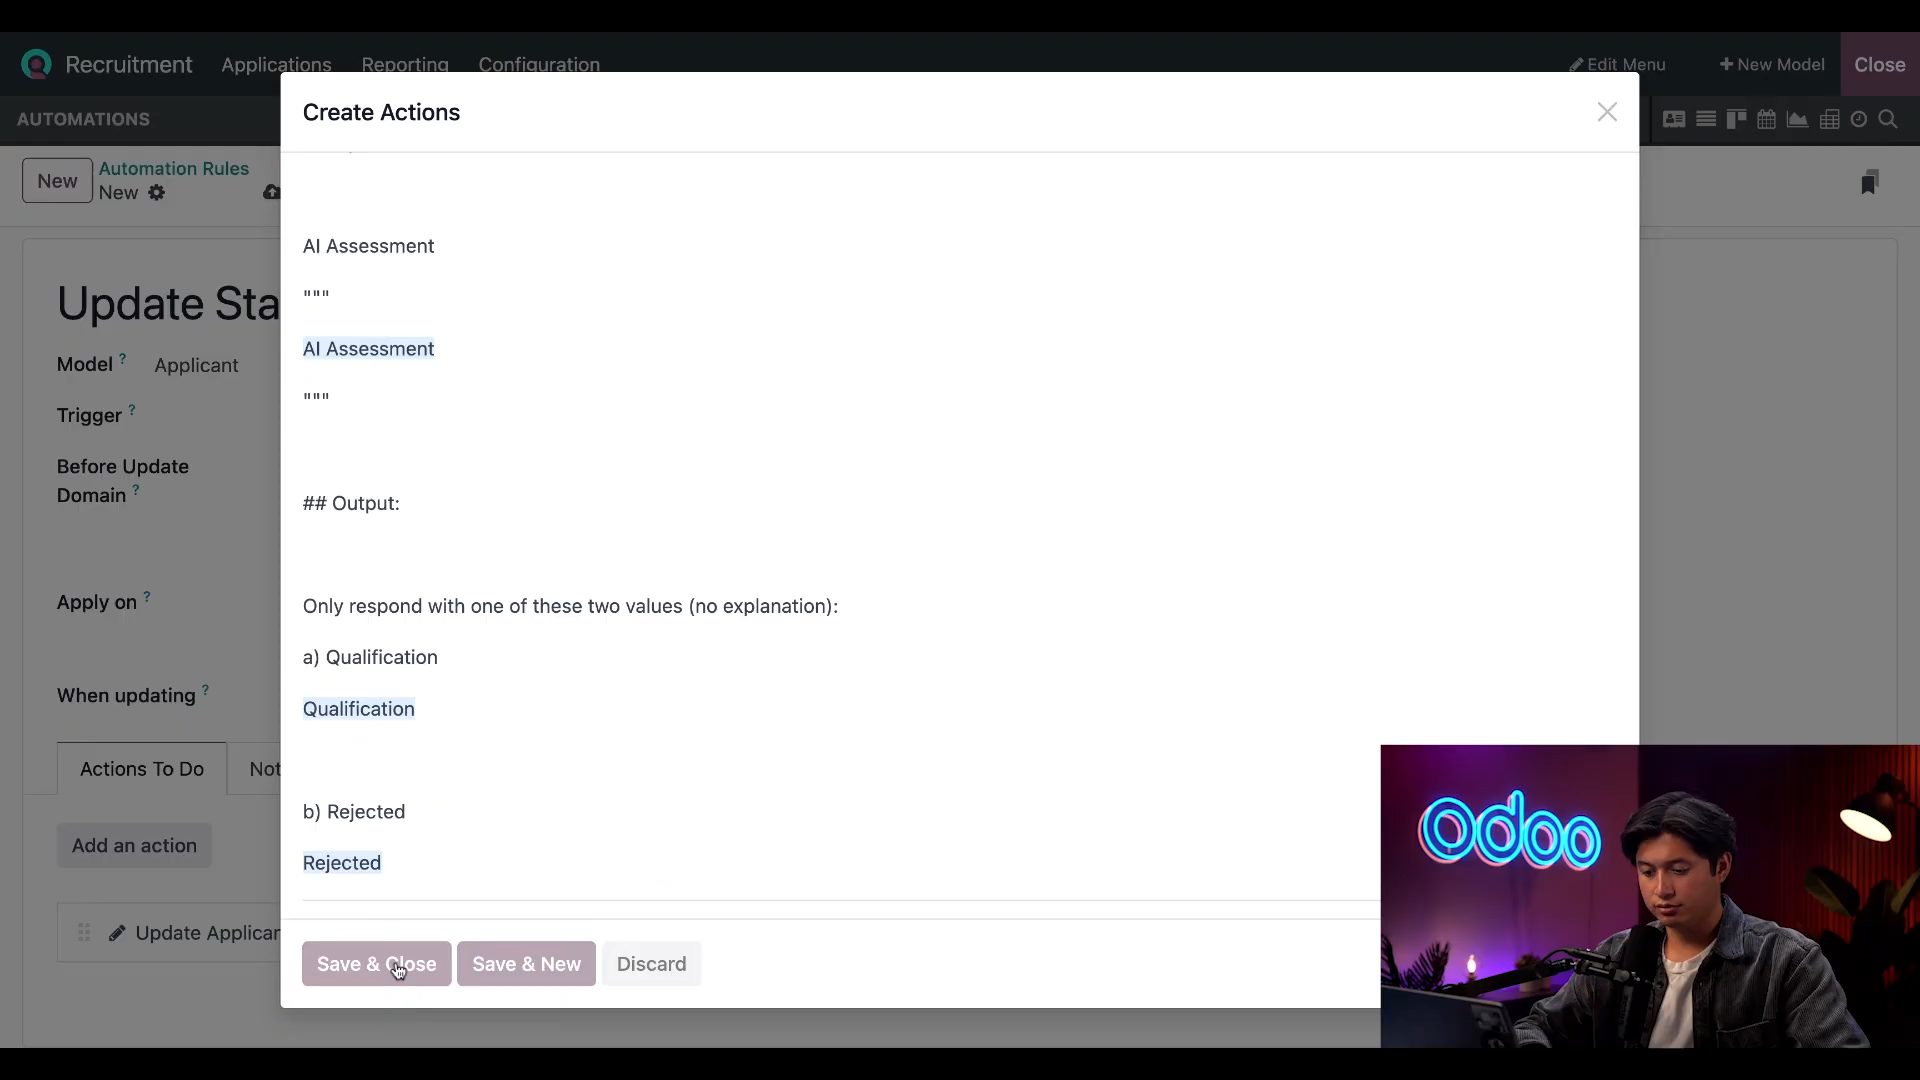 Recruitment Applications Reporting Configuration Edit Menu + New Model Close
AUTOMATIONS
Create Actions
New Automation Rules
New
Update Sta
Model ? Applicant
Trigger ?
Before Update
Domain ?
Apply on ?
When updating ?
Actions To Do Not
Add an action
Update Applican
AI Assessment
"""
AI Assessment
"""
## Output:
Only respond with one of these two values (no explanation):
a) Qualification
Qualification
b) Rejected
Rejected
Save & Close Save & New Discard
odoo